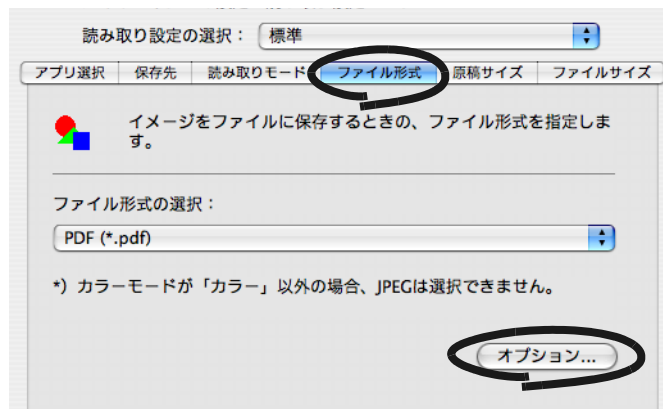 読み取り設定の選択： 標準
アプリ選択 保存先 読み取りモード ファイル形式 原稿サイズ ファイルサイズ
イメージをファイルに保存するときの、ファイル形式を指定しま
す。
ファイル形式の選択：
PDF (*.pdf)
*）カラーモードが「カラー」以外の場合、JPEGは選択できません。
オプション...